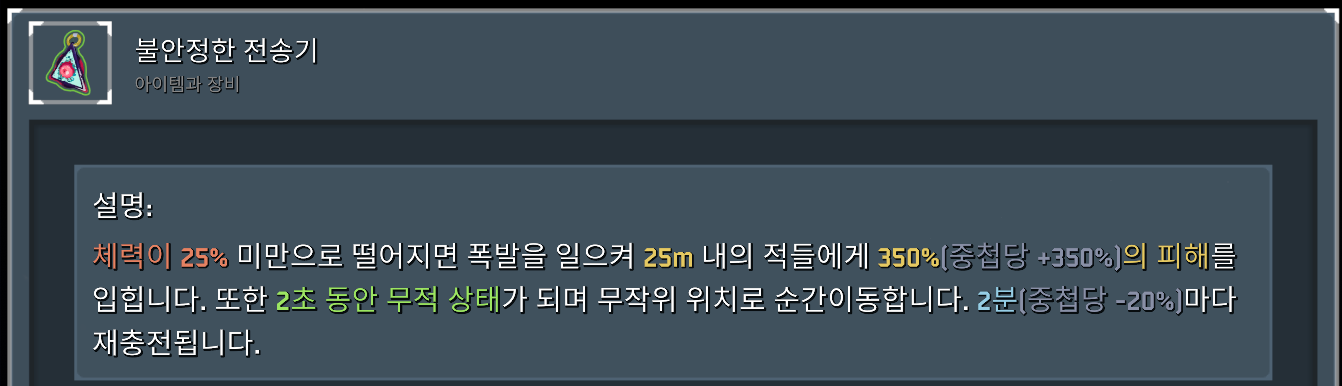 불안정한 전송기
아이템과 장비
설명:
체력이 25% 미만으로 떨어지면 폭발을 일으켜 25m 내의 적들에게 350%(중첩당 +350%)의 피해를
입힙니다. 또한 2초 동안 무적 상태가 되며 무작위 위치로 순간이동합니다. 2분(중첩당 -20%)마다
재충전됩니다.